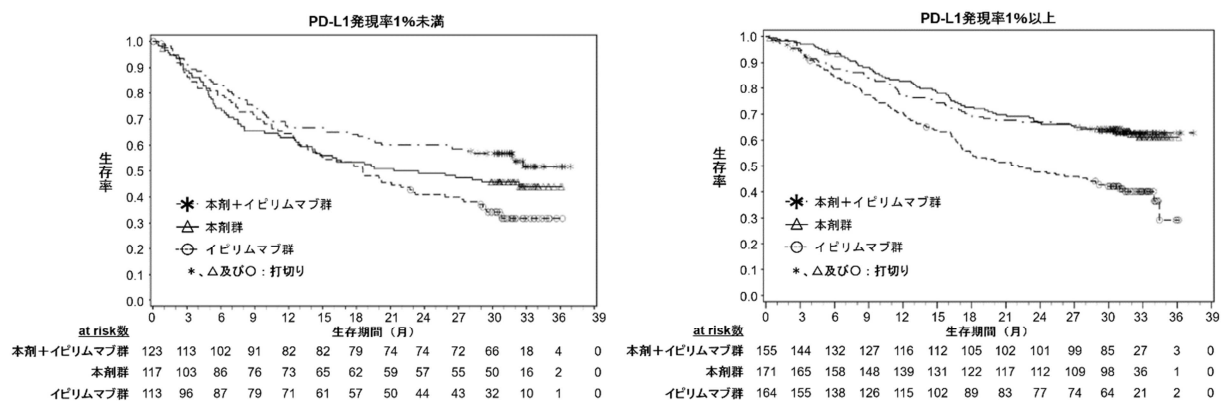 PD-L1発現率1%未満
1.0
0.9
0.8
0.7
0.6
0.5
0.4
0.3
0.2
0.1
0.0
生存率
本剤+イピリムマブ群
本剤群
イピリムマブ群
*、△及び○:打切り
0 3 6 9 12 15 18 21 24 27 30 33 36 39
生存期間(月)
at risk数
本剤+イピリムマブ群 123 113 102 91 82 82 79 74 74 72 66 18 4 0
本剤群 117 103 86 76 73 65 62 59 57 55 50 16 2 0
イピリムマブ群 113 96 87 79 71 61 57 50 44 43 32 10 1 0
PD-L1発現率1%以上
1.0
0.9
0.8
0.7
0.6
0.5
0.4
0.3
0.2
0.1
0.0
生存率
本剤+イピリムマブ群
本剤群
イピリムマブ群
*、△及び○:打切り
0 3 6 9 12 15 18 21 24 27 30 33 36 39
生存期間(月)
at risk数
本剤+イピリムマブ群 155 144 132 127 116 112 105 102 101 99 85 27 3 0
本剤群 171 165 158 148 139 131 122 117 112 109 98 36 1 0
イピリムマブ群 164 155 138 126 115 102 89 83 77 74 64 21 2 0